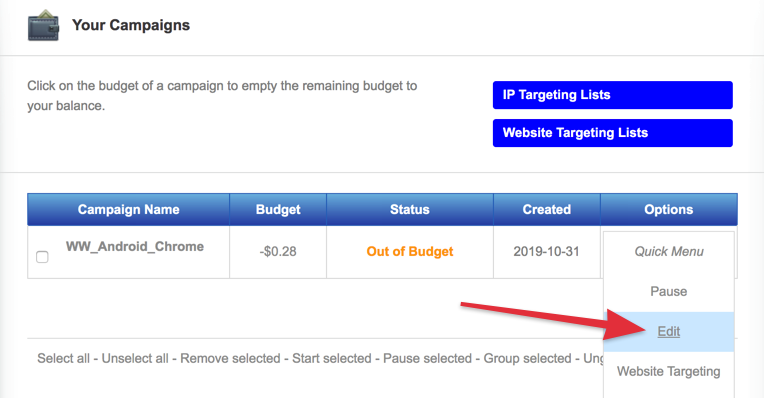 Your Campaigns
Click on the budget of a campaign to empty the remaining budget to
your balance.
IP Targeting Lists
Website Targeting Lists
Campaign Name Budget Status Created Options
WW_Android_Chrome -$0.28 Out of Budget 2019-10-31 Quick Menu
Pause
Edit
Select all - Unselect all - Remove selected - Start selected - Pause selected - Group selected -
Website Targeting